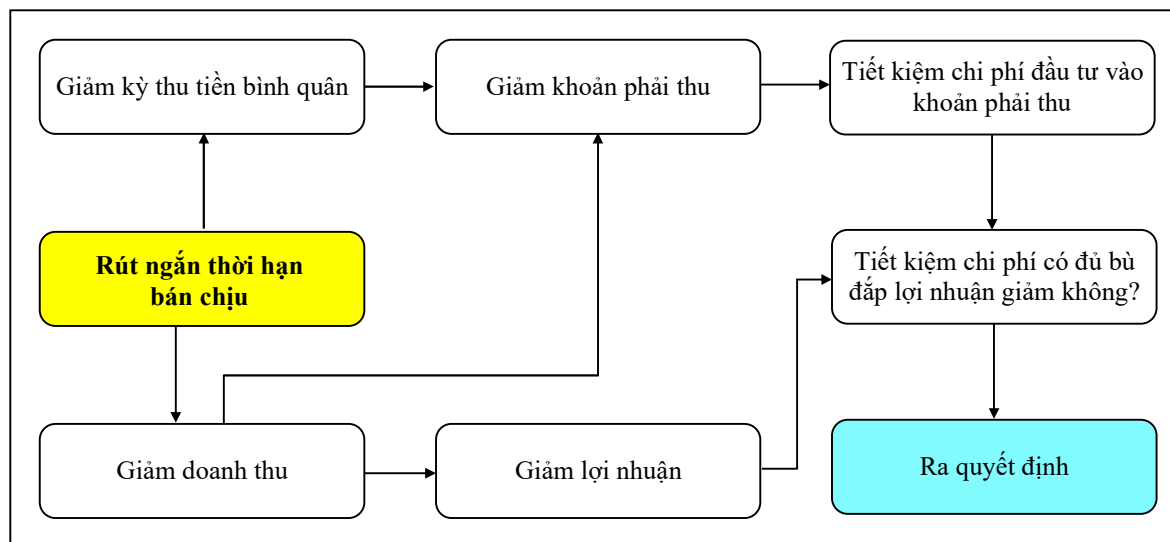 Giảm kỳ thu tiền bình quân
Giảm khoản phải thu
Tiết kiệm chi phí đầu tư vào
khoản phải thu
Rút ngắn thời hạn
bán chịu
Tiết kiệm chi phí có đủ bù
đắp lợi nhuận giảm không?
Giảm doanh thu
Giảm lợi nhuận
Ra quyết định